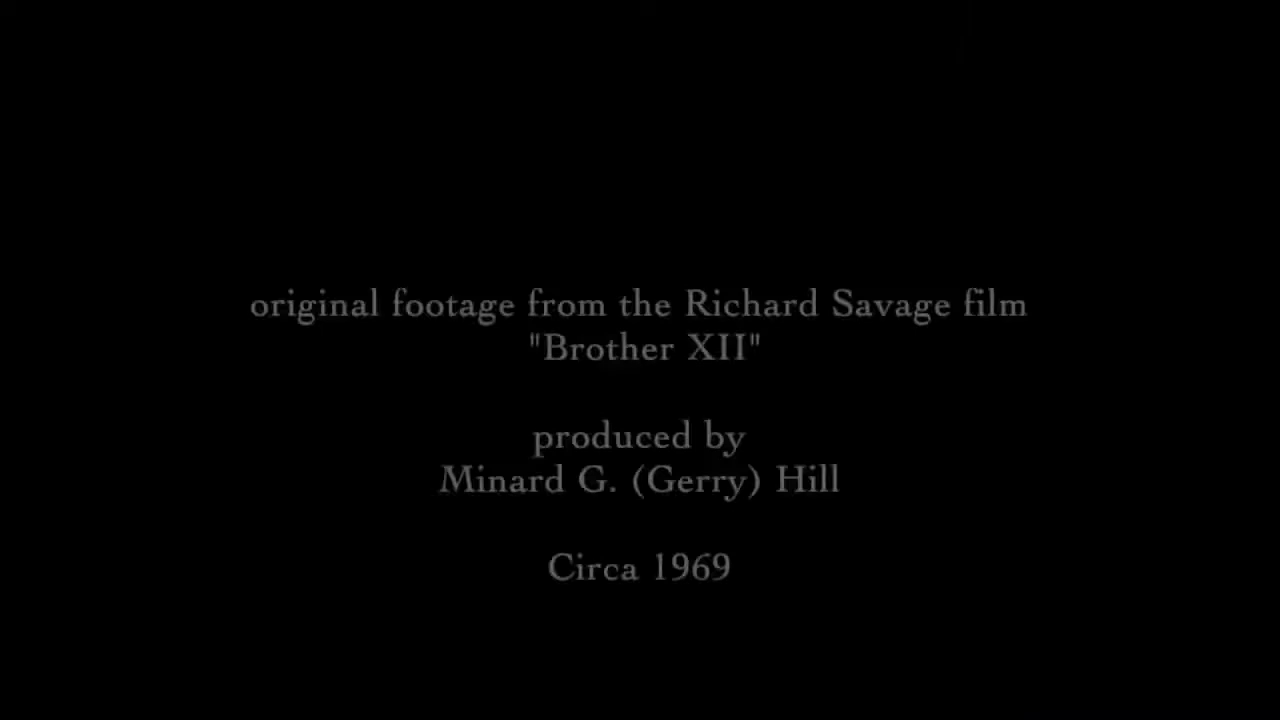 original footage from the Richard Savage film
"Brother XII"
produced by
Minard G. (Gerry) Hill
Circa 1969